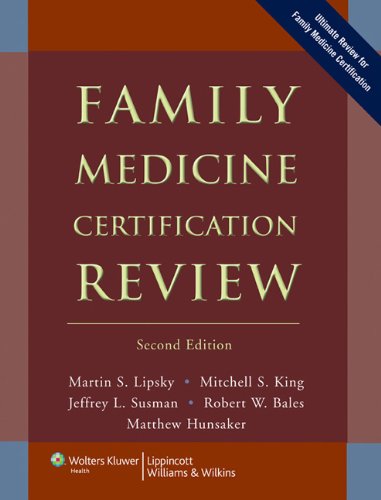 Ultimate Review for
Family Medicine Certification
FAMILY
MEDICINE
CERTIFICATION
REVIEW
Second Edition
Martin S. Lipsky • Mitchell S. King
Jeffrey L. Susman • Robert W. Bales
Matthew Hunsaker
Wolters Kluwer
Health
Lippincott
Williams & Wilkins